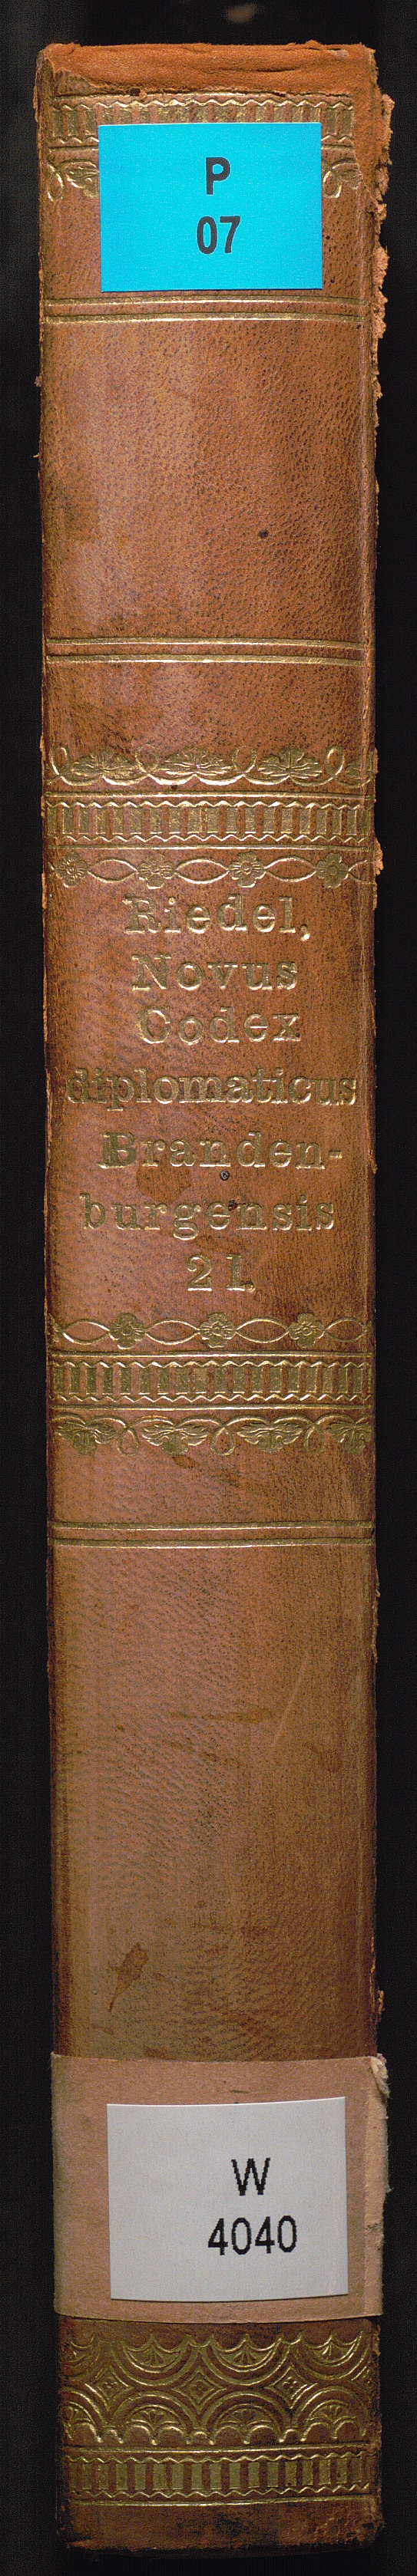 P
07
Riedel,
Novus
Codex
diplomaticus
Branden-
burgensis
21.
W
4040